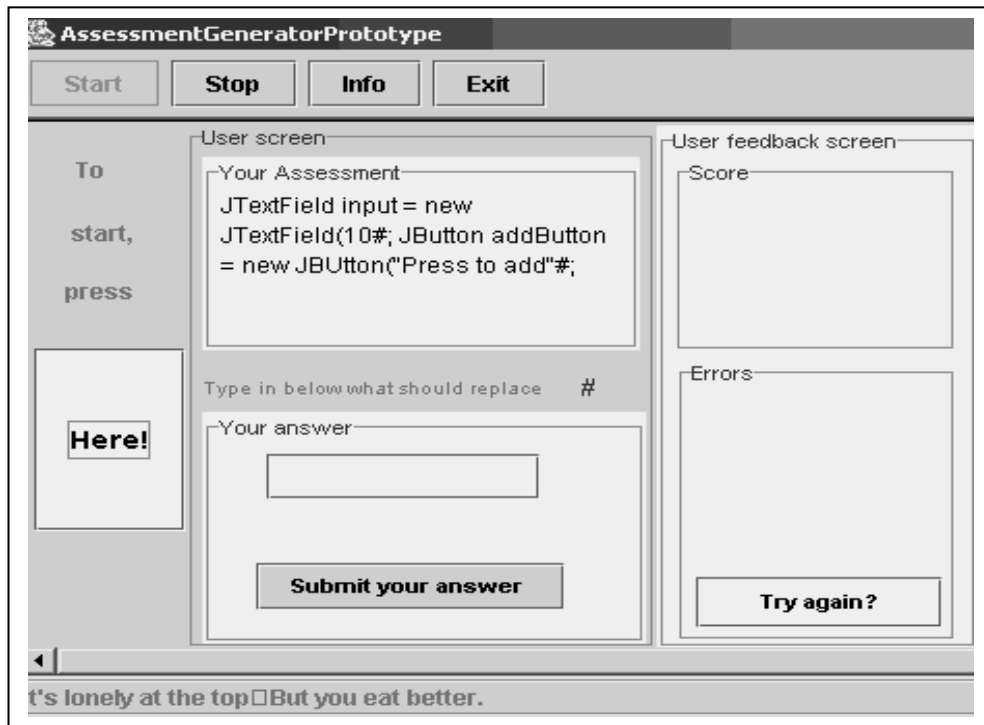 AssessmentGeneratorPrototype
Start Stop Info Exit
To
start,
press
Here!
User screen
Your Assessment
JTextField input = new
JTextField(10#; JButton addButton
= new JBUtton("Press to add"#;
Type in below what should replace #
Your answer
Submit your answer
User feedback screen
Score
Errors
Try again?
t's lonely at the top□But you eat better.